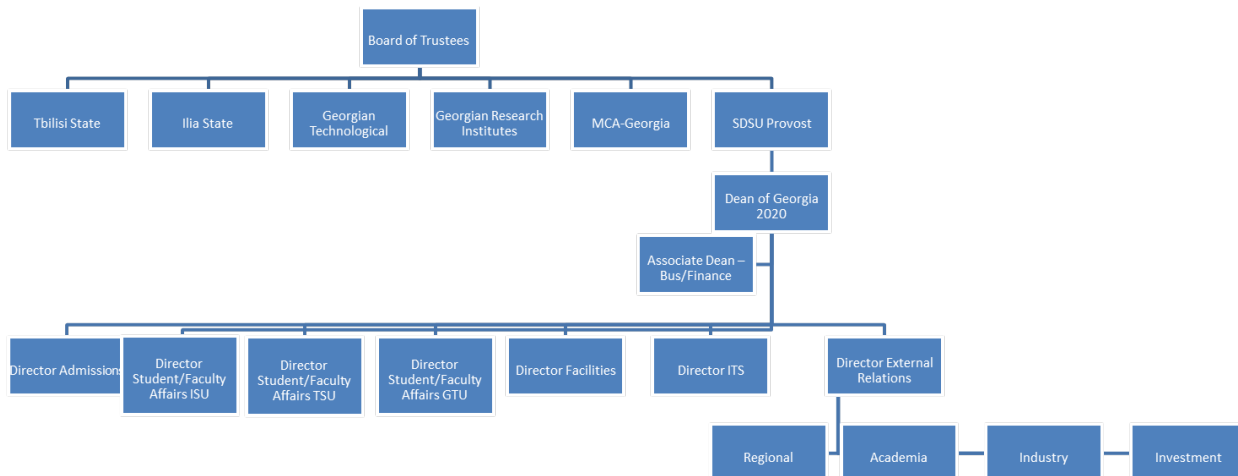 Board of Trustees
Tbilisi State
Ilia State
Georgian
Technological
Georgian Research
Institutes
MCA-Georgia
SDSU Provost
Dean of Georgia
2020
Associate Dean –
Bus/Finance
Director Admissions
Director
Student/Faculty
Affairs ISU
Director
Student/Faculty
Affairs TSU
Director
Student/Faculty
Affairs GTU
Director Facilities
Director ITS
Director External
Relations
Regional
Academia
Industry
Investment